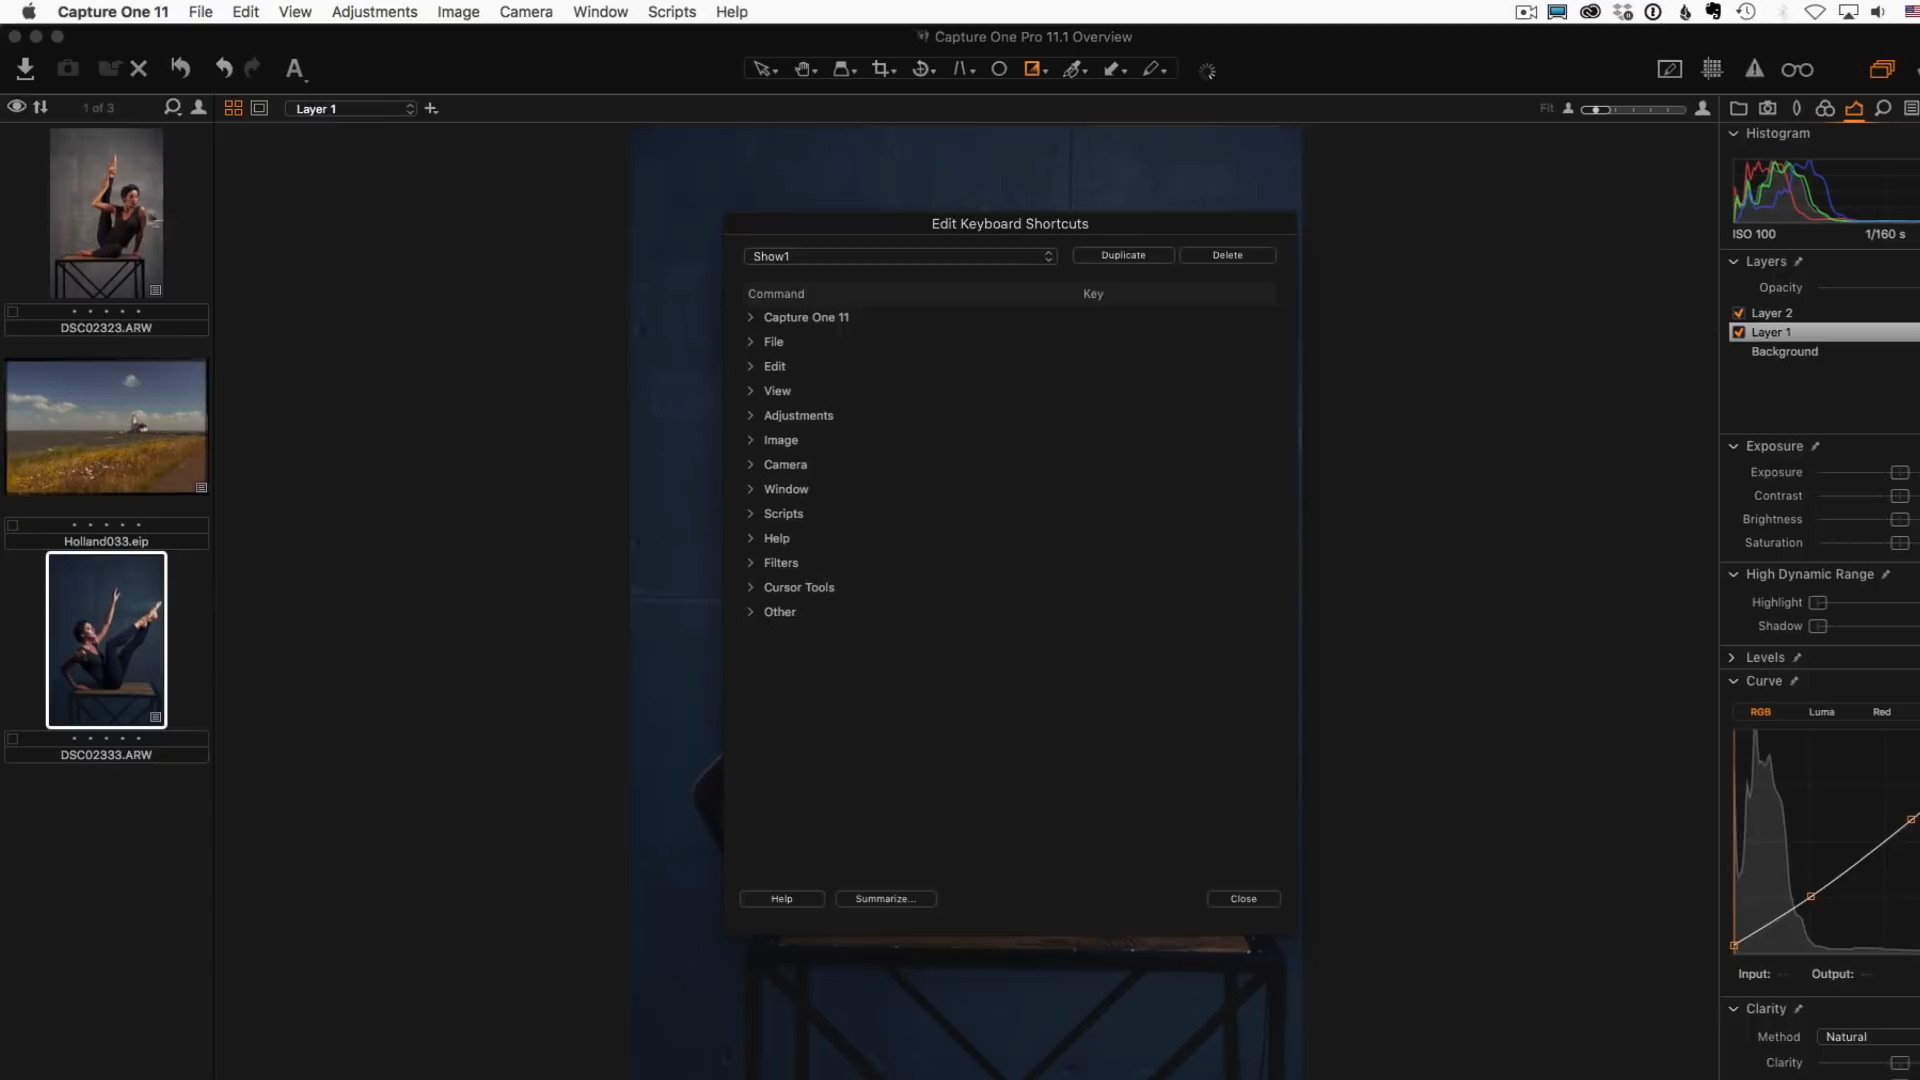 Capture One 11 File Edit View Adjustments Image Camera Window Scripts Help
Capture One Pro 11.1 Overview
A
1 of 3
Layer 1
Fit
DSC02323.ARW
Holland033.eip
DSC02333.ARW
Edit Keyboard Shortcuts
Show1 Duplicate Delete
Command Key
Capture One 11
File
Edit
View
Adjustments
Image
Camera
Window
Scripts
Help
Filters
Cursor Tools
Other
Help Summarize... Close
Histogram
ISO 100 1/160 s
Layers
Opacity
Layer 2
Layer 1
Background
Exposure
Exposure
Contrast
Brightness
Saturation
High Dynamic Range
Highlight
Shadow
Levels
Curve
RGB Luma Red
Input: -- Output: --
Clarity
Method Natural
Clarity